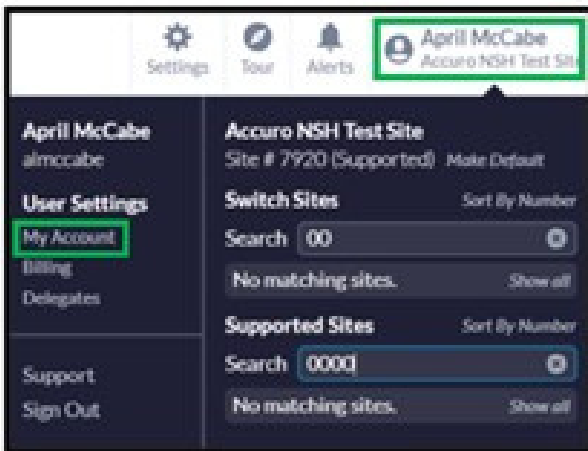 Settings
Tour
Alerts
April McCabe
Accuro NSH Test Site
April McCabe
almccabe
User Settings
My Account
Billing
Delegates
Support
Sign Out
Accuro NSH Test Site
Site # 7920 (Supported) Make Default
Switch Sites Sort By Number
Search 00
No matching sites. Show all
Supported Sites Sort By Number
Search 0000
No matching sites. Show all